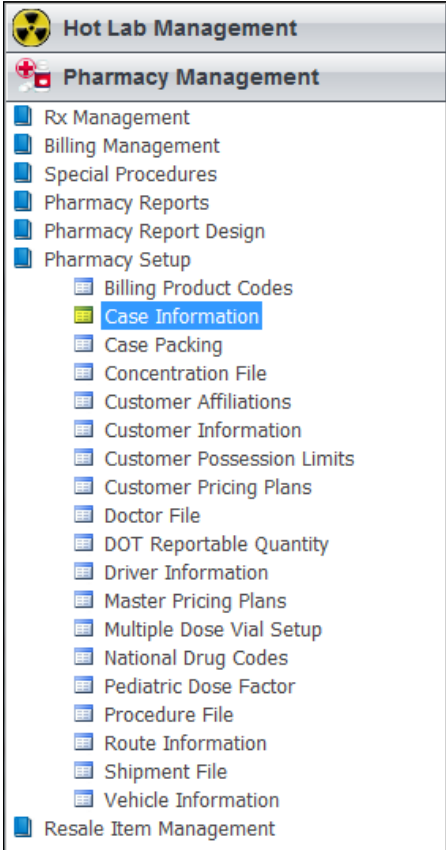 Hot Lab Management
Pharmacy Management
Rx Management
Billing Management
Special Procedures
Pharmacy Reports
Pharmacy Report Design
Pharmacy Setup
Billing Product Codes
Case Information
Case Packing
Concentration File
Customer Affiliations
Customer Information
Customer Possession Limits
Customer Pricing Plans
Doctor File
DOT Reportable Quantity
Driver Information
Master Pricing Plans
Multiple Dose Vial Setup
National Drug Codes
Pediatric Dose Factor
Procedure File
Route Information
Shipment File
Vehicle Information
Resale Item Management